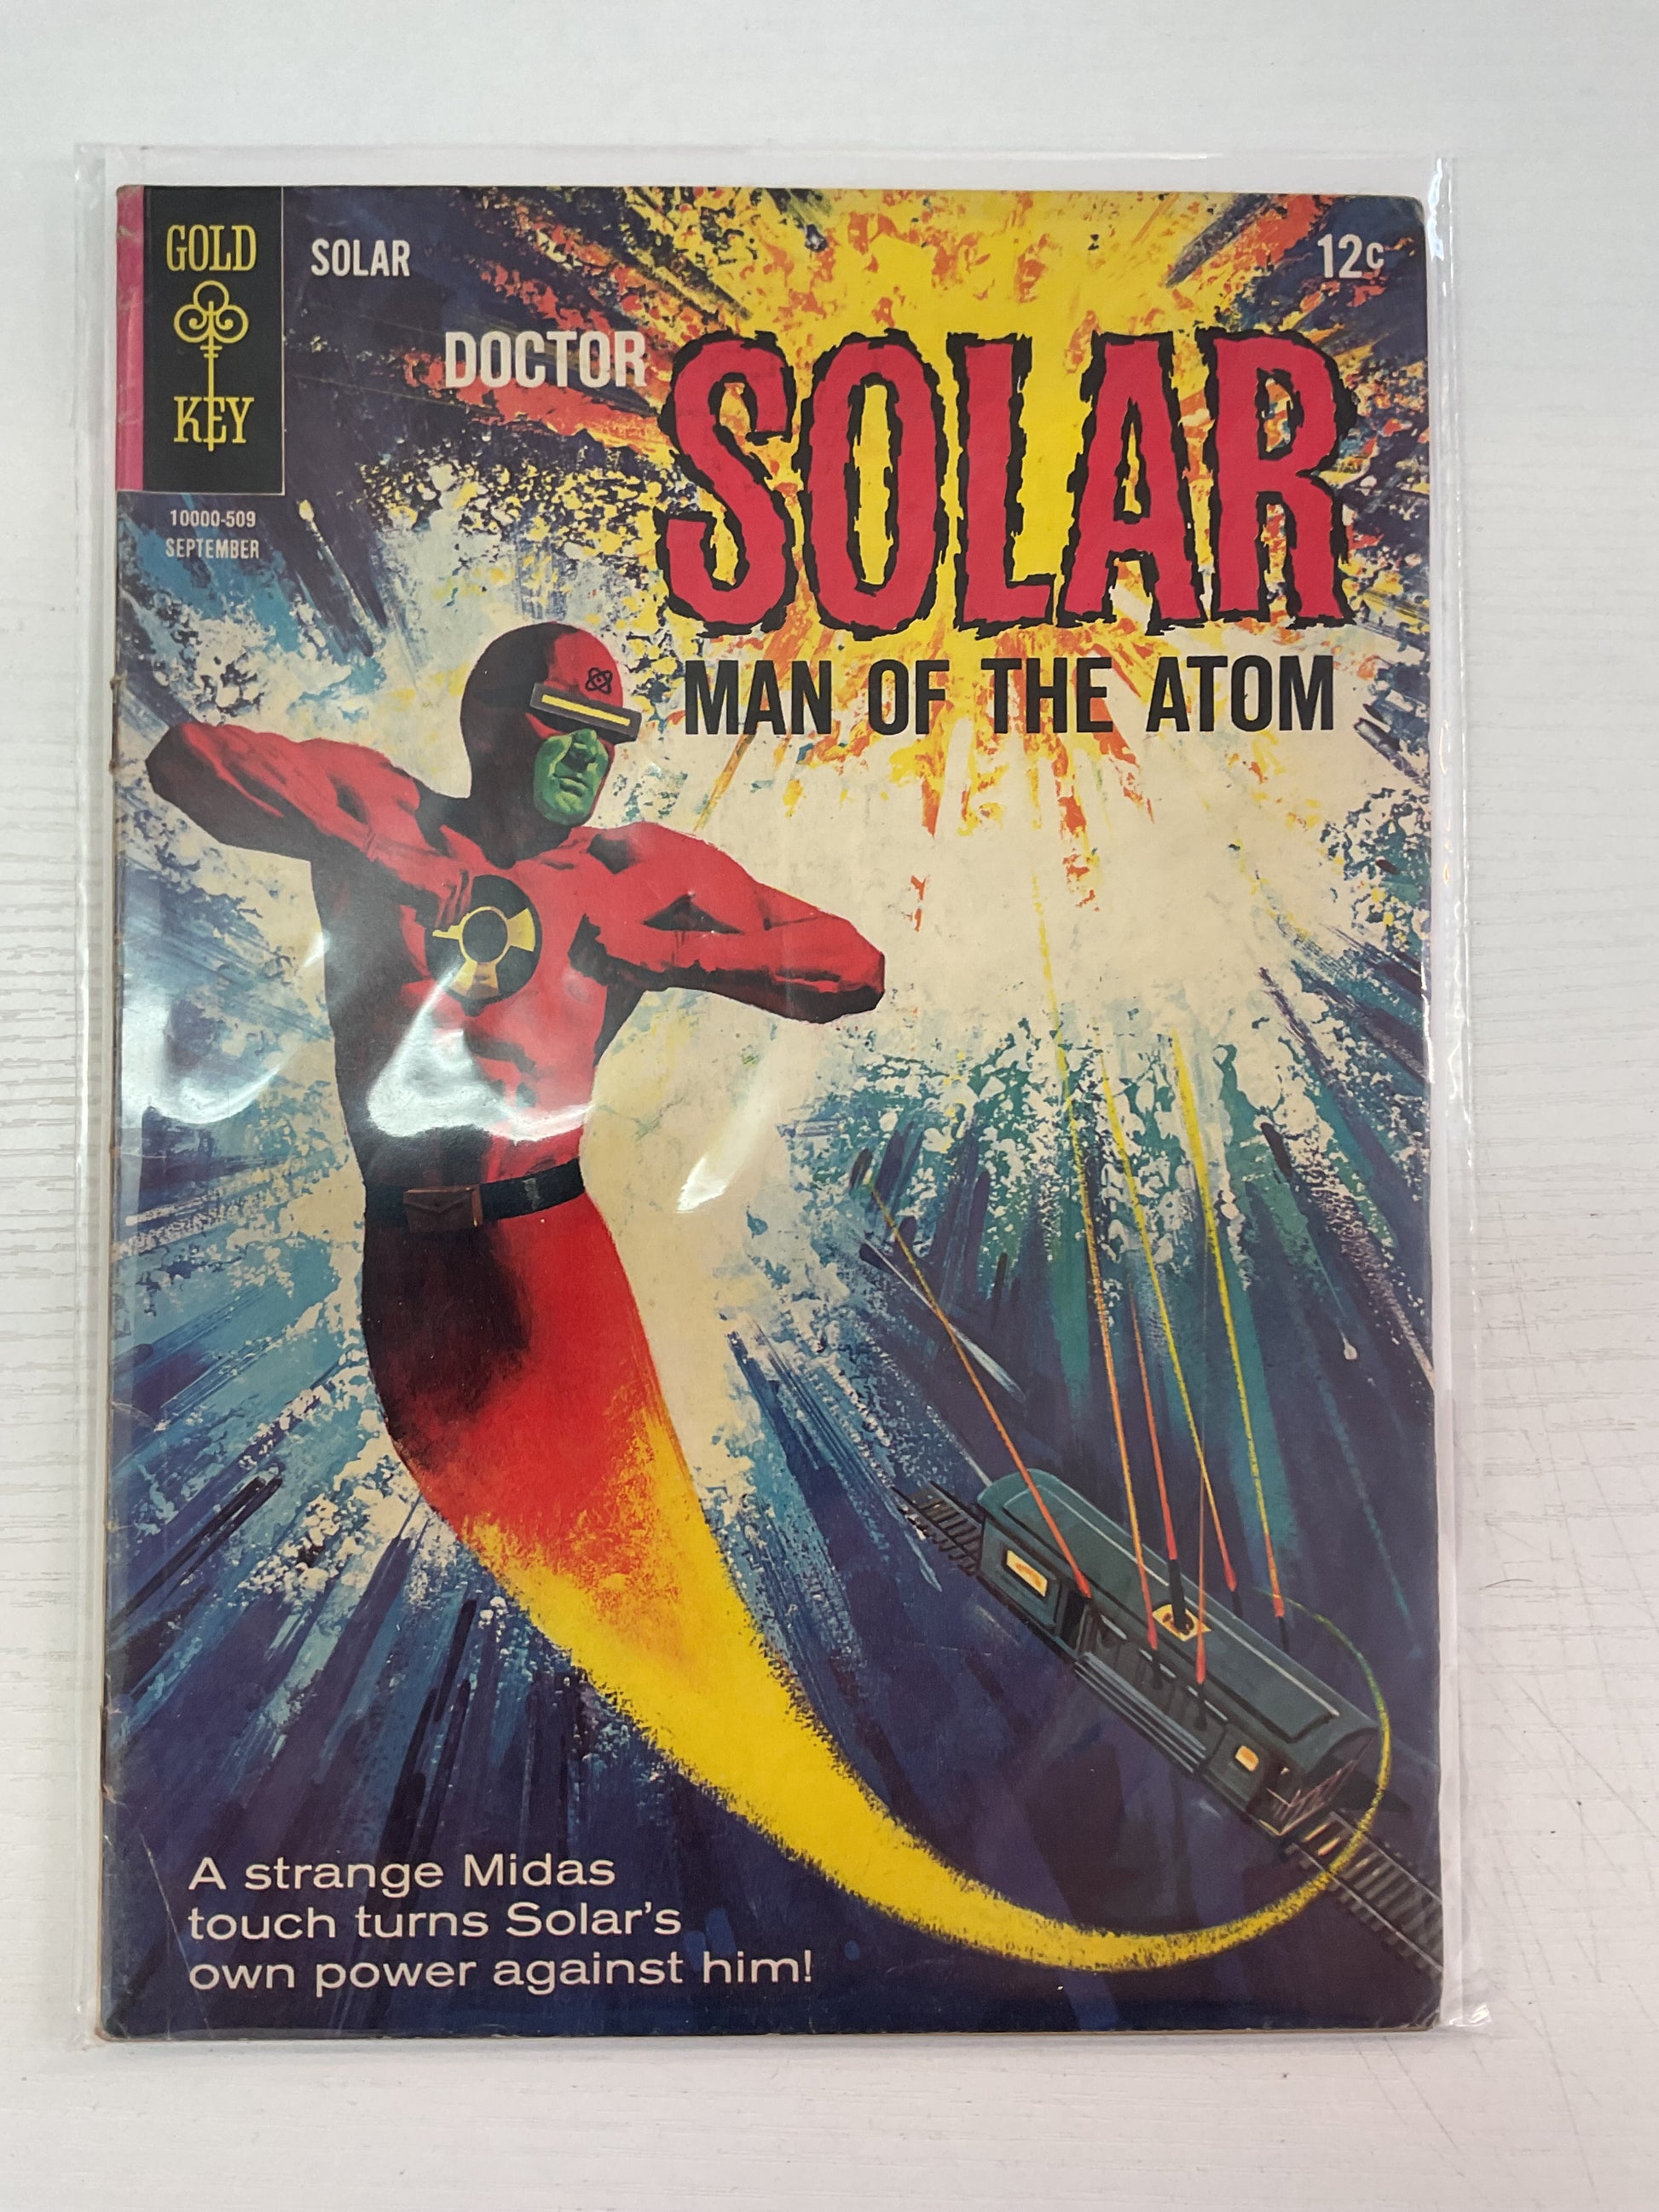 GOLD
KEY
SOLAR
12¢
DOCTOR
SOLAR
MAN OF THE ATOM
10000-509
SEPTEMBER
A strange Midas
touch turns Solar's
own power against him!